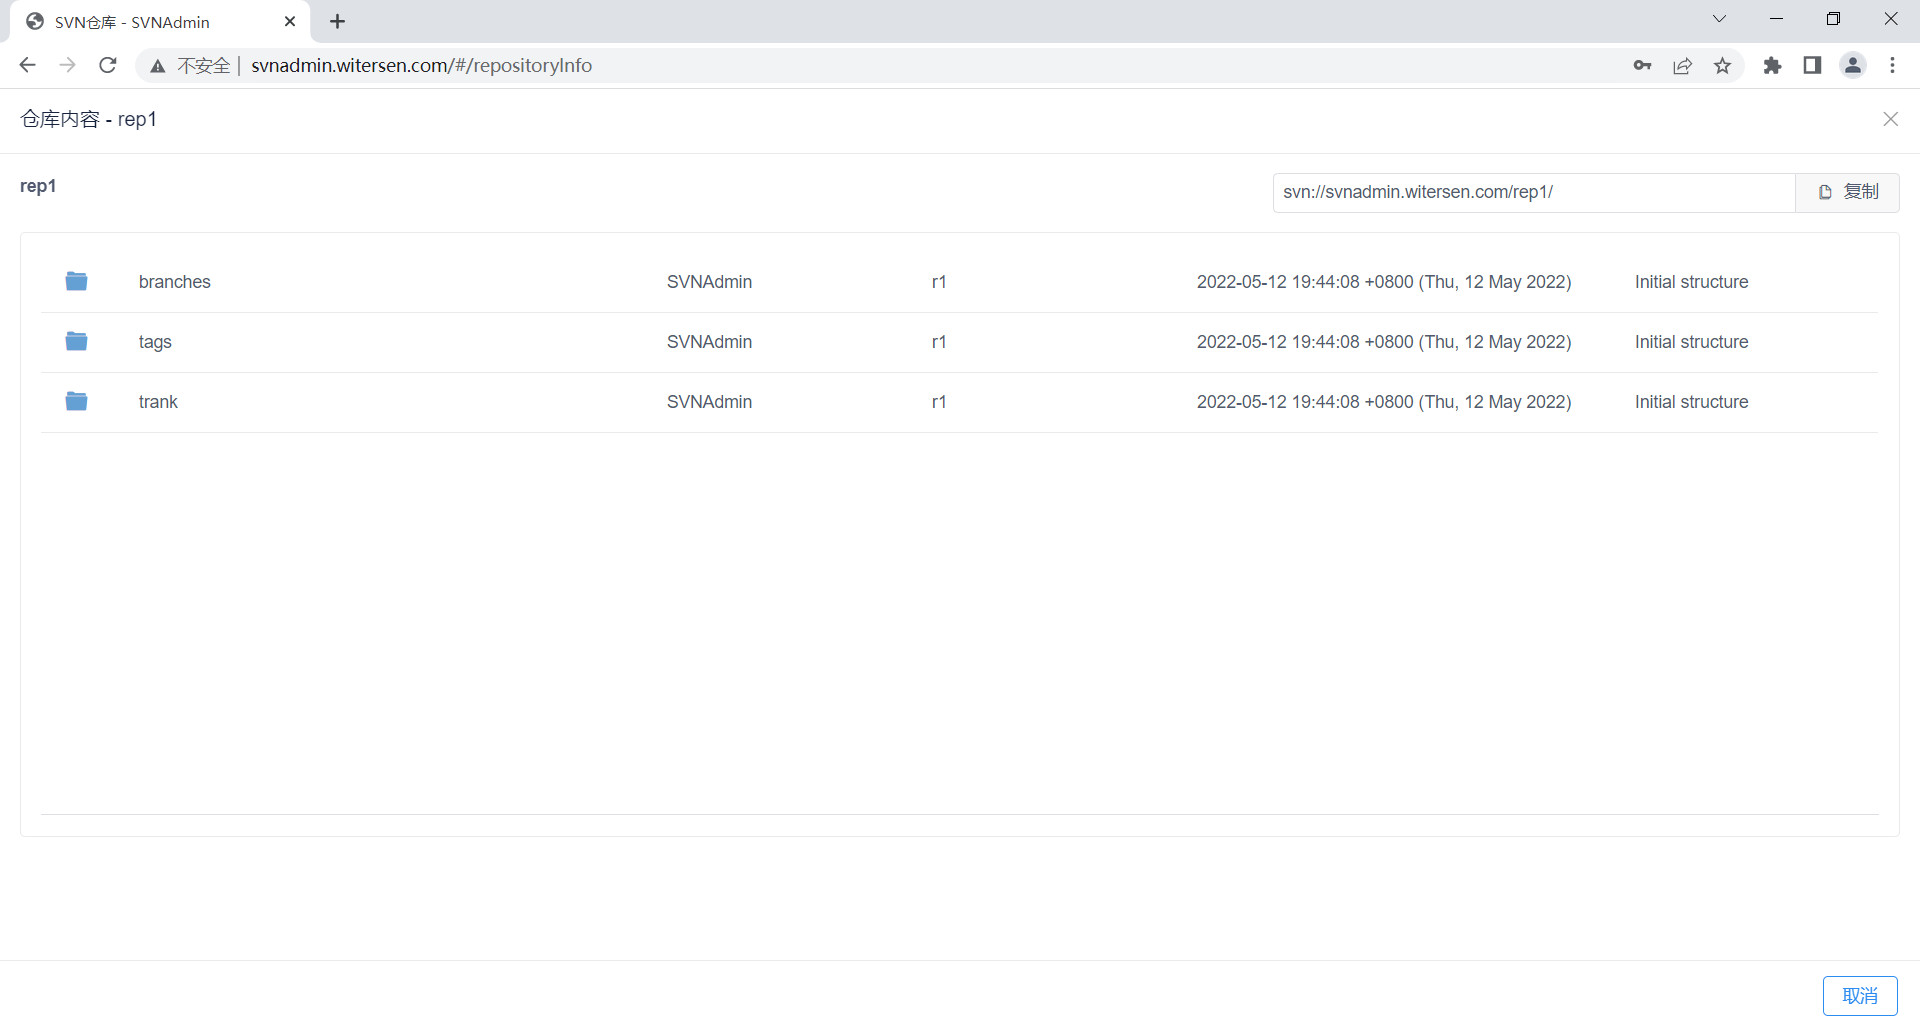 SVN仓库 - SVNAdmin
不安全 svnadmin.witersen.com/#/repositoryInfo
仓库内容 - rep1
rep1
svn://svnadmin.witersen.com/rep1/ 复制
branches SVNAdmin r1 2022-05-12 19:44:08 +0800 (Thu, 12 May 2022) Initial structure
tags SVNAdmin r1 2022-05-12 19:44:08 +0800 (Thu, 12 May 2022) Initial structure
trank SVNAdmin r1 2022-05-12 19:44:08 +0800 (Thu, 12 May 2022) Initial structure
取消